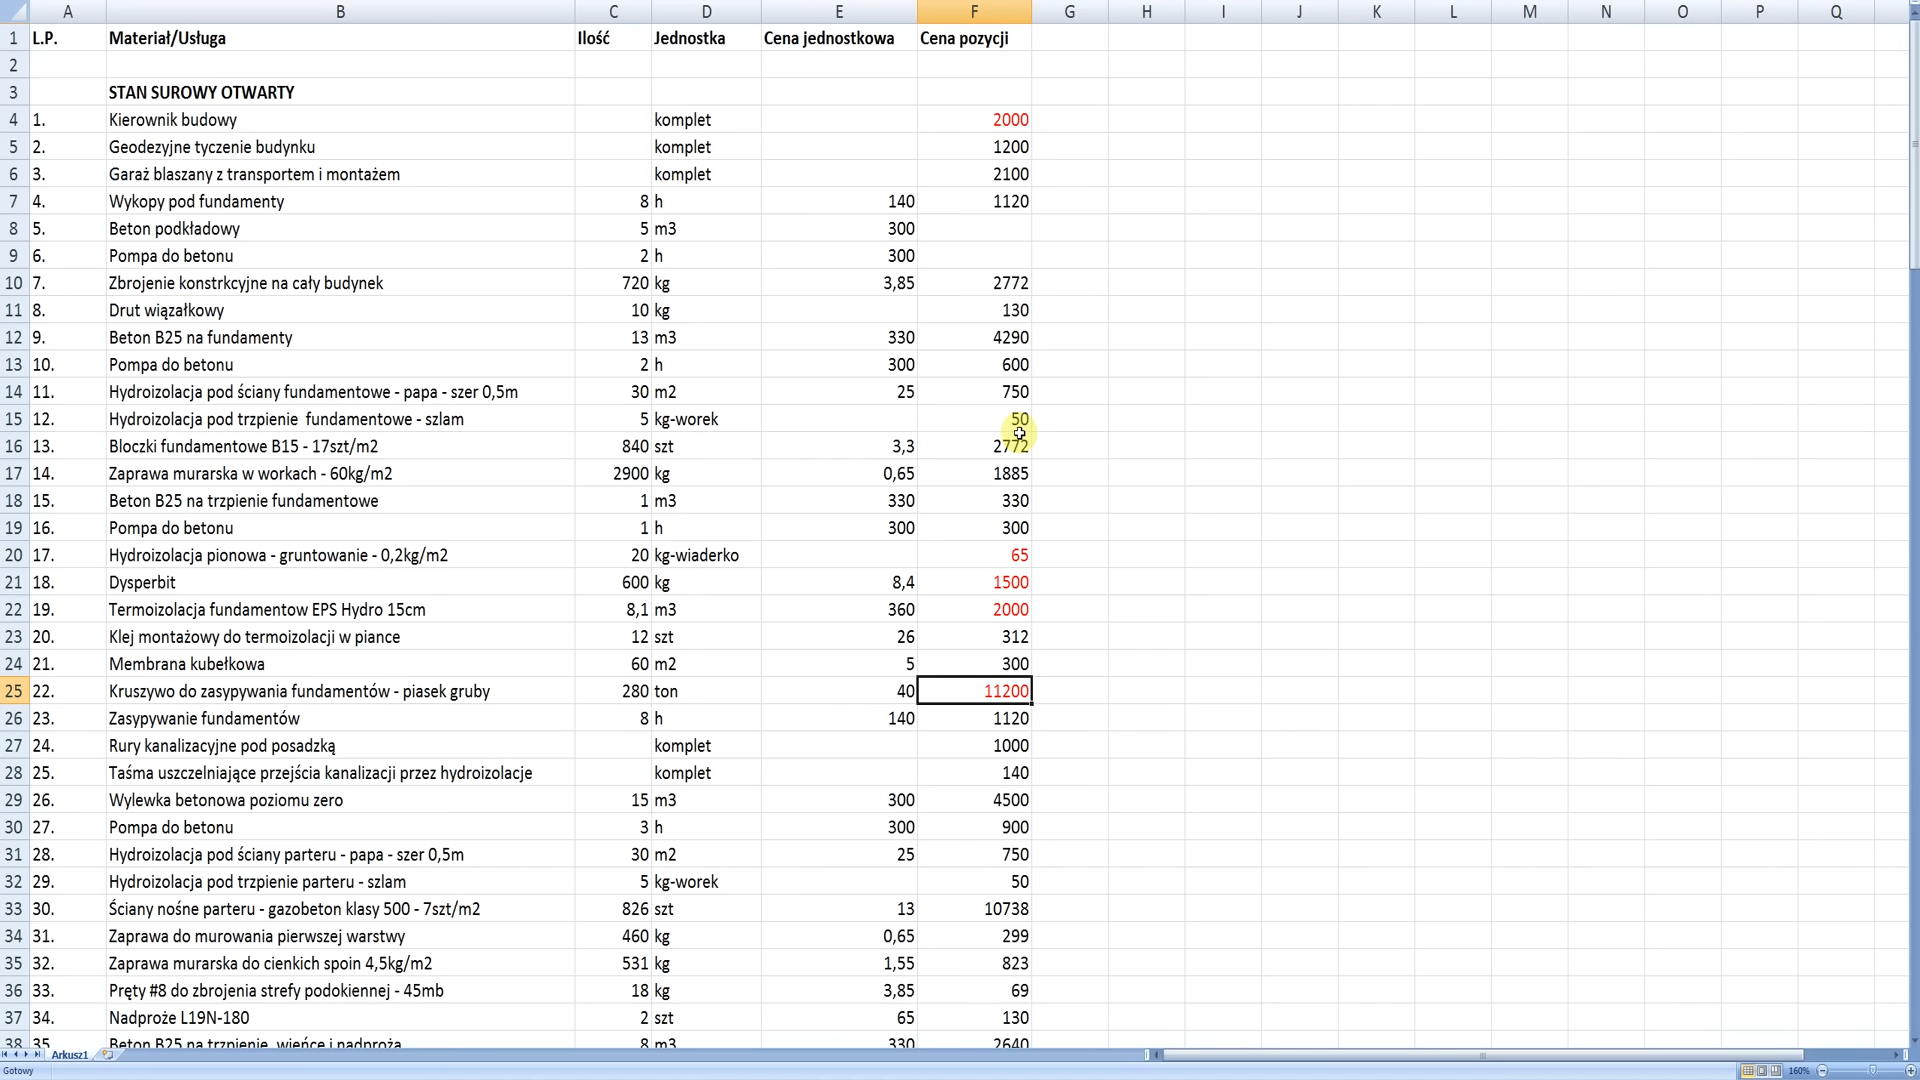 A B C D E F G H I J K L M N O P Q
1 L.P. Materiał/Usługa Ilość Jednostka Cena jednostkowa Cena pozycji
2
3 STAN SUROWY OTWARTY
4 1. Kierownik budowy komplet 2000
5 2. Geodezyjne tyczenie budynku komplet 1200
6 3. Garaż blaszany z transportem i montażem komplet 2100
7 4. Wykopy pod fundamenty 8 h 140 1120
8 5. Beton podkładowy 5 m3 300
9 6. Pompa do betonu 2 h 300
10 7. Zbrojenie konstrkcyjne na cały budynek 720 kg 3,85 2772
11 8. Drut wiązałkowy 10 kg 130
12 9. Beton B25 na fundamenty 13 m3 330 4290
13 10. Pompa do betonu 2 h 300 600
14 11. Hydroizolacja pod ściany fundamentowe - papa - szer 0,5m 30 m2 25 750
15 12. Hydroizolacja pod trzpienie fundamentowe - szlam 5 kg-worek 50
16 13. Bloczki fundamentowe B15 - 17szt/m2 840 szt 3,3 2772
17 14. Zaprawa murarska w workach - 60kg/m2 2900 kg 0,65 1885
18 15. Beton B25 na trzpienie fundamentowe 1 m3 330 330
19 16. Pompa do betonu 1 h 300 300
20 17. Hydroizolacja pionowa - gruntowanie - 0,2kg/m2 20 kg-wiaderko 65
21 18. Dysperbit 600 kg 8,4 1500
22 19. Termoizolacja fundamentow EPS Hydro 15cm 8,1 m3 360 2000
23 20. Klej montażowy do termoizolacji w piance 12 szt 26 312
24 21. Membrana kubełkowa 60 m2 5 300
25 22. Kruszywo do zasypywania fundamentów - piasek gruby 280 ton 40 11200
26 23. Zasypywanie fundamentów 8 h 140 1120
27 24. Rury kanalizacyjne pod posadzką komplet 1000
28 25. Taśma uszczelniające przejścia kanalizacji przez hydroizolacje komplet 140
29 26. Wylewka betonowa poziomu zero 15 m3 300 4500
30 27. Pompa do betonu 3 h 300 900
31 28. Hydroizolacja pod ściany parteru - papa - szer 0,5m 30 m2 25 750
32 29. Hydroizolacja pod trzpienie parteru - szlam 5 kg-worek 50
33 30. Ściany nośne parteru - gazobeton klasy 500 - 7szt/m2 826 szt 13 10738
34 31. Zaprawa do murowania pierwszej warstwy 460 kg 0,65 299
35 32. Zaprawa murarska do cienkich spoin 4,5kg/m2 531 kg 1,55 823
36 33. Pręty #8 do zbrojenia strefy podokiennej - 45mb 18 kg 3,85 69
37 34. Nadproże L19N-180 2 szt 65 130
38 35. Beton B25 na trzpienie, wieńce i nadproża 8 m3 330 2640
Arkusz1
Gotowy 160%